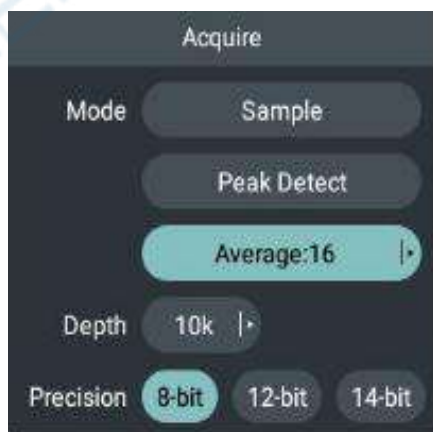 Acquire
Mode Sample
Peak Detect
Average:16
Depth 10k
Precision 8-bit 12-bit 14-bit